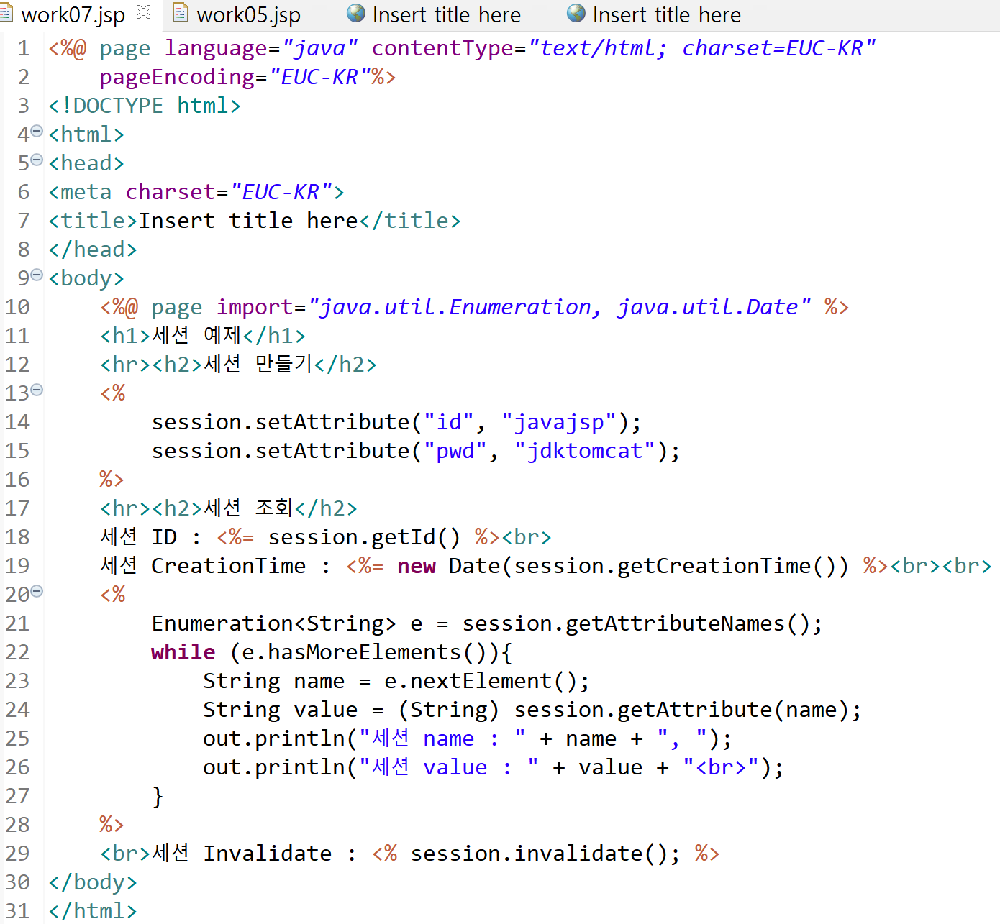 work07.jsp work05.jsp Insert title here Insert title here
1 <%@ page language="java" contentType="text/html; charset=EUC-KR"
2     pageEncoding="EUC-KR"%>
3 <!DOCTYPE html>
4 <html>
5 <head>
6 <meta charset="EUC-KR">
7 <title>Insert title here</title>
8 </head>
9 <body>
10     <%@ page import="java.util.Enumeration, java.util.Date" %>
11     <h1>세션 예제</h1>
12     <hr><h2>세션 만들기</h2>
13     <%
14         session.setAttribute("id", "javajsp");
15         session.setAttribute("pwd", "jdktomcat");
16     %>
17     <hr><h2>세션 조회</h2>
18     세션 ID : <%= session.getId() %><br>
19     세션 CreationTime : <%= new Date(session.getCreationTime()) %><br><br>
20     <%
21         Enumeration<String> e = session.getAttributeNames();
22         while (e.hasMoreElements()){
23             String name = e.nextElement();
24             String value = (String) session.getAttribute(name);
25             out.println("세션 name : " + name + ", ");
26             out.println("세션 value : " + value + "<br>");
27         }
28     %>
29     <br>세션 Invalidate : <% session.invalidate(); %>
30 </body>
31 </html>